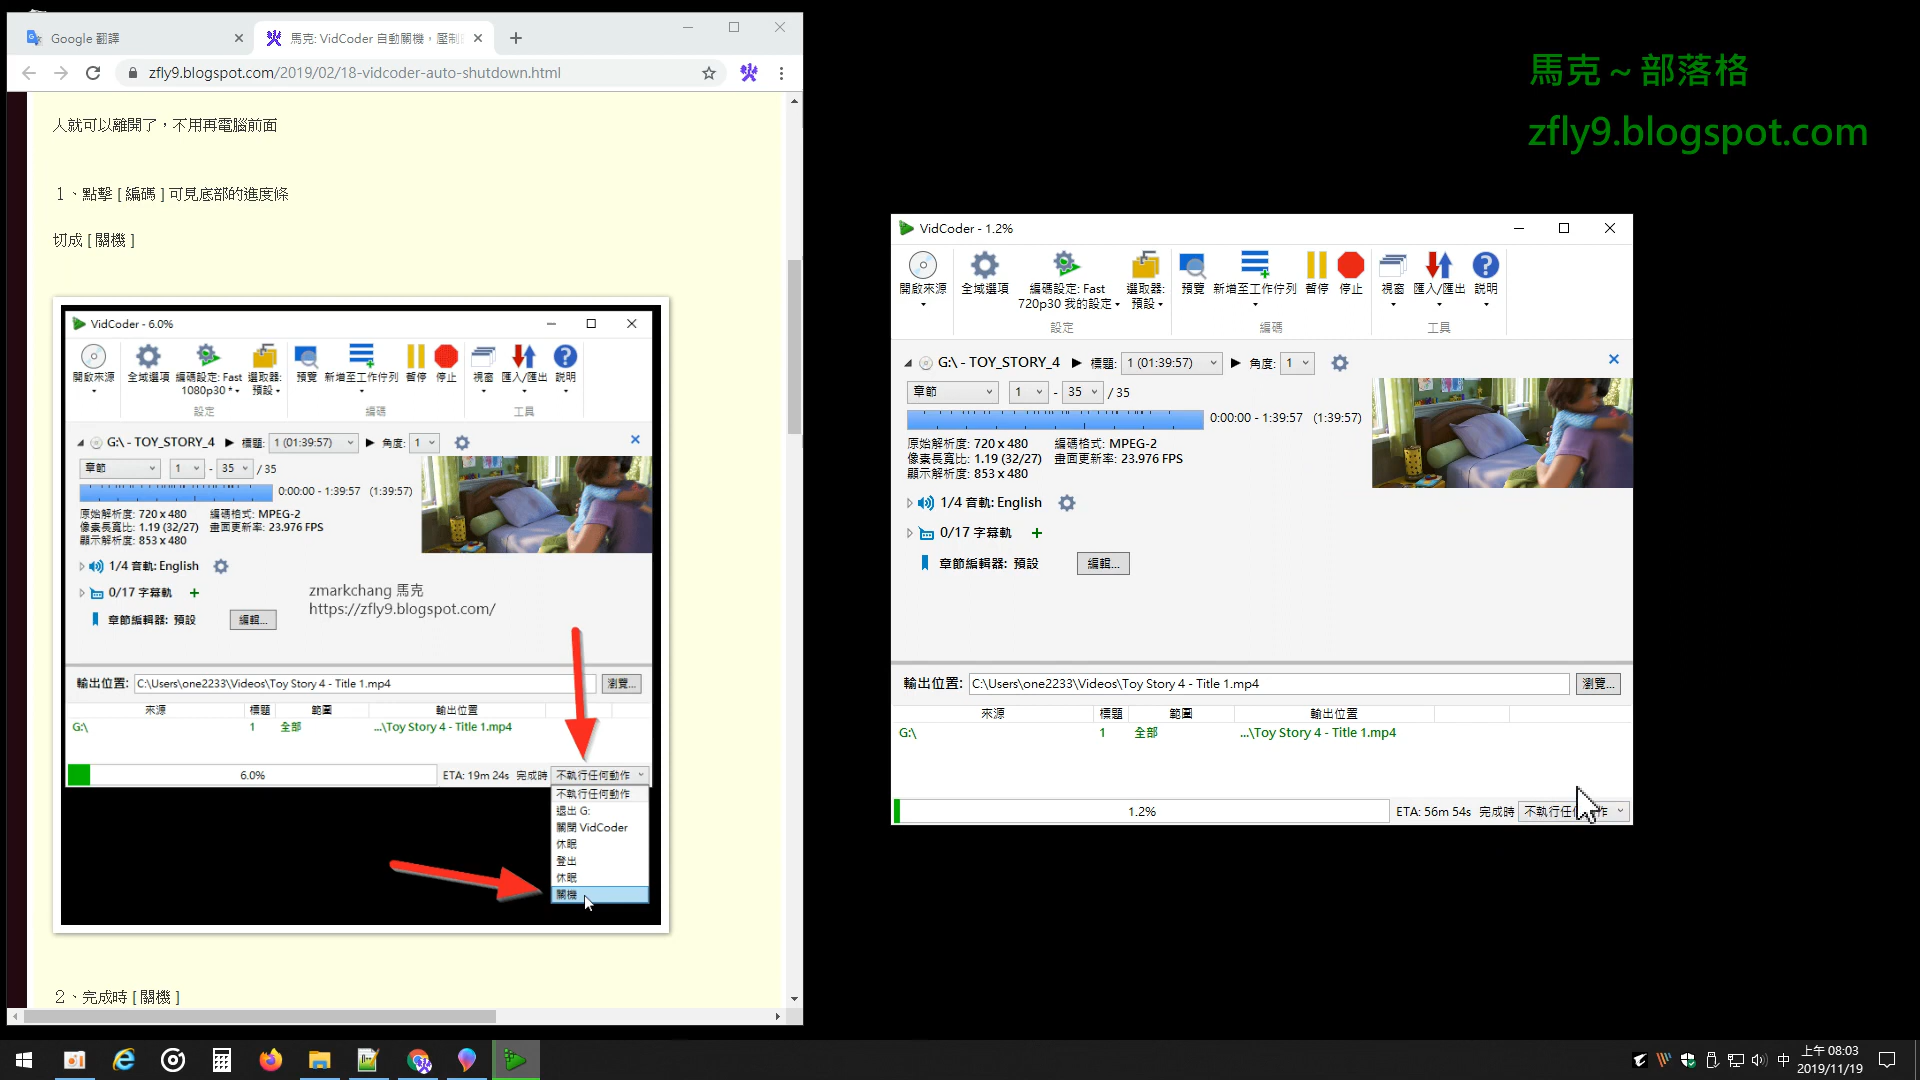 Google 翻譯
馬克: VidCoder 自動關機，壓制
zfly9.blogspot.com/2019/02/18-vidcoder-auto-shutdown.html
人就可以離開了，不用再電腦前面
１、點擊 [ 編碼 ] 可見底部的進度條
切成 [ 關機 ]
VidCoder - 6.0%
開啟來源 全域選項 編碼設定: Fast 1080p30 * 選取器: 預設 預覽 新增至工作佇列 暫停 停止 視窗 匯入/匯出 說明
設定 編碼 工具
G:\ - TOY_STORY_4 標題: 1 (01:39:57) 角度: 1
章節 1 - 35 / 35
0:00:00 - 1:39:57 (1:39:57)
原始解析度: 720 x 480 編碼格式: MPEG-2
像素長寬比: 1.19 (32/27) 畫面更新率: 23.976 FPS
顯示解析度: 853 x 480
1/4 音軌: English
0/17 字幕軌 +
zmarkchang 馬克
https://zfly9.blogspot.com/
章節編輯器: 預設 編輯...
輸出位置: C:\Users\one2233\Videos\Toy Story 4 - Title 1.mp4 瀏覽...
來源 標題 範圍 輸出位置
G:\ 1 全部 ...\Toy Story 4 - Title 1.mp4
6.0% ETA: 19m 24s 完成時 不執行任何動作
不執行任何動作
退出 G:
關閉 VidCoder
休眠
登出
休眠
關機
２、完成時 [ 關機 ]
馬克 ~ 部落格
zfly9.blogspot.com
VidCoder - 1.2%
開啟來源 全域選項 編碼設定: Fast 720p30 我的設定 選取器: 預設 預覽 新增至工作佇列 暫停 停止 視窗 匯入/匯出 說明
設定 編碼 工具
G:\ - TOY_STORY_4 標題: 1 (01:39:57) 角度: 1
章節 1 - 35 / 35
0:00:00 - 1:39:57 (1:39:57)
原始解析度: 720 x 480 編碼格式: MPEG-2
像素長寬比: 1.19 (32/27) 畫面更新率: 23.976 FPS
顯示解析度: 853 x 480
1/4 音軌: English
0/17 字幕軌 +
章節編輯器: 預設 編輯...
輸出位置: C:\Users\one2233\Videos\Toy Story 4 - Title 1.mp4 瀏覽...
來源 標題 範圍 輸出位置
G:\ 1 全部 ...\Toy Story 4 - Title 1.mp4
1.2% ETA: 56m 54s 完成時 不執行任 作
中 上午 08:03
2019/11/19